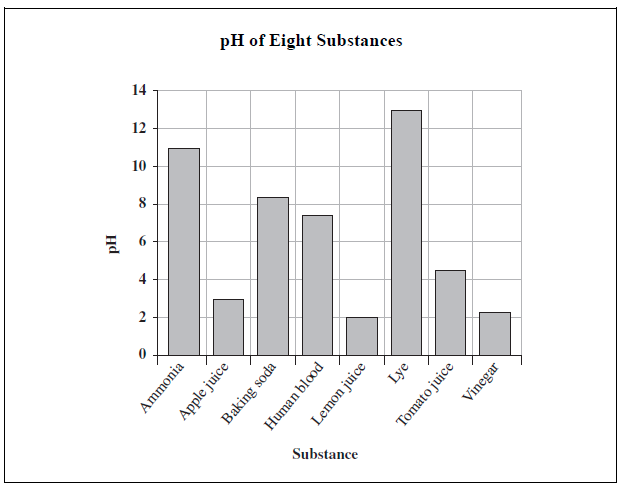 pH of Eight Substances
14
12
10
8
6
4
2
0
pH
Ammonia
Apple juice
Baking soda
Human blood
Lemon juice
Lye
Tomato juice
Vinegar
Substance